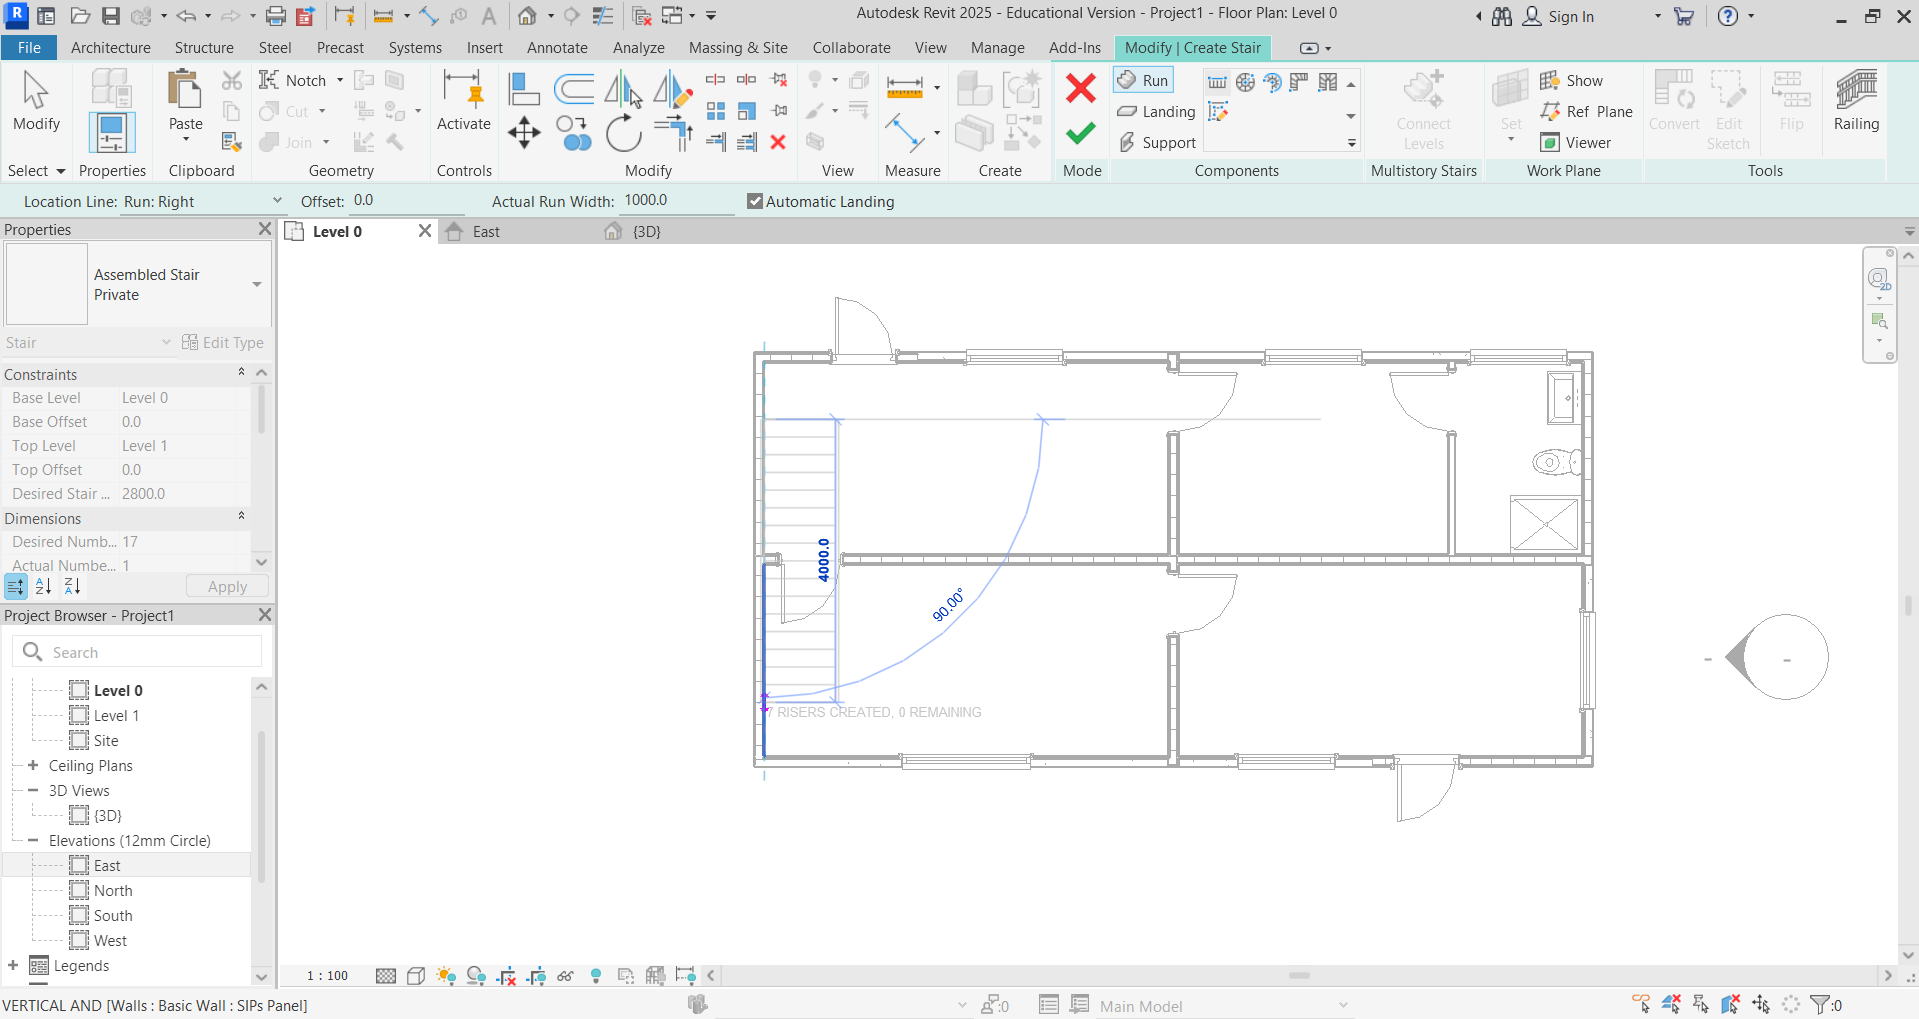 Autodesk Revit 2025 - Educational Version - Project1 - Floor Plan: Level 0
Sign In
File
Architecture
Structure
Steel
Precast
Systems
Insert
Annotate
Analyze
Massing & Site
Collaborate
View
Manage
Add-Ins
Modify | Create Stair
Modify
Paste
Notch
Cut
Join
Activate
Run
Landing
Support
Connect
Levels
Set
Show
Ref Plane
Viewer
Convert
Edit
Sketch
Flip
Railing
Select
Properties
Clipboard
Geometry
Controls
Modify
View
Measure
Create
Mode
Components
Multistory Stairs
Work Plane
Tools
Location Line: Run: Right
Offset: 0.0
Actual Run Width: 1000.0
Automatic Landing
Properties
Level 0
East
{3D}
Assembled Stair
Private
Stair
Edit Type
Constraints
Base Level Level 0
Base Offset 0.0
Top Level Level 1
Top Offset 0.0
Desired Stair ... 2800.0
Dimensions
Desired Numb... 17
Actual Numbe... 1
Apply
Project Browser - Project1
Search
Level 0
Level 1
Site
Ceiling Plans
3D Views
{3D}
Elevations (12mm Circle)
East
North
South
West
Legends
2D
4000.0
90.00°
7 RISERS CREATED, 0 REMAINING
1 : 100
VERTICAL AND [Walls : Basic Wall : SIPs Panel]
:0
Main Model
:0